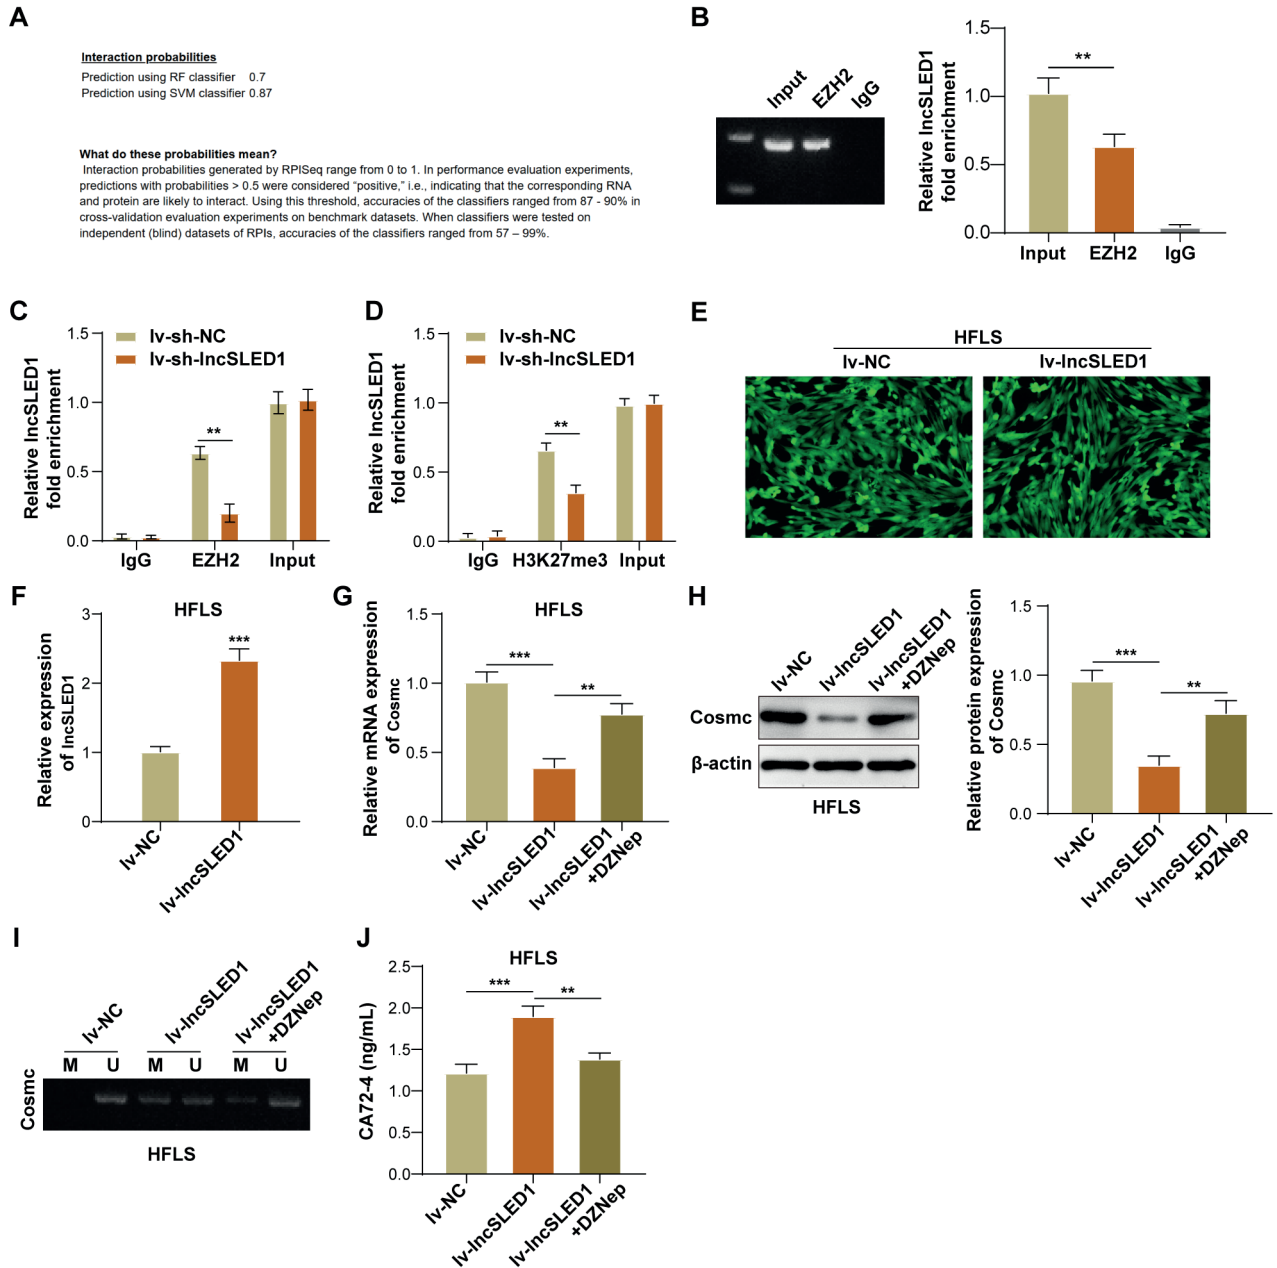 A
Interaction probabilities
Prediction using RF classifier 0.7
Prediction using SVM classifier 0.87
What do these probabilities mean?
Interaction probabilities generated by RPISeq range from 0 to 1. In performance evaluation experiments,
predictions with probabilities > 0.5 were considered “positive,” i.e., indicating that the corresponding RNA
and protein are likely to interact. Using this threshold, accuracies of the classifiers ranged from 87 - 90% in
cross-validation evaluation experiments on benchmark datasets. When classifiers were tested on
independent (blind) datasets of RPIs, accuracies of the classifiers ranged from 57 – 99%.
B
Input
EZH2
IgG
Relative lncSLED1
fold enrichment
1.5
1.0
0.5
0.0
**
Input
EZH2
IgG
C
Relative lncSLED1
fold enrichment
1.5
1.0
0.5
0.0
lv-sh-NC
lv-sh-lncSLED1
**
IgG
EZH2
Input
D
Relative lncSLED1
fold enrichment
1.5
1.0
0.5
0.0
lv-sh-NC
lv-sh-lncSLED1
**
IgG
H3K27me3
Input
E
HFLS
lv-NC
lv-lncSLED1
F
HFLS
Relative expression
of lncSLED1
3
2
1
0
***
lv-NC
lv-lncSLED1
G
HFLS
Relative mRNA expression
of Cosmc
1.5
1.0
0.5
0.0
***
**
lv-NC
lv-lncSLED1
lv-lncSLED1
+DZNep
H
lv-NC
lv-lncSLED1
lv-lncSLED1
+DZNep
Cosmc
β-actin
HFLS
Relative protein expression
of Cosmc
1.5
1.0
0.5
0.0
***
**
lv-NC
lv-lncSLED1
lv-lncSLED1
+DZNep
I
lv-NC
lv-lncSLED1
lv-lncSLED1
+DZNep
M U M U M U
Cosmc
HFLS
J
HFLS
CA72-4 (ng/mL)
2.5
2.0
1.5
1.0
0.5
0.0
***
**
lv-NC
lv-lncSLED1
lv-lncSLED1
+DZNep